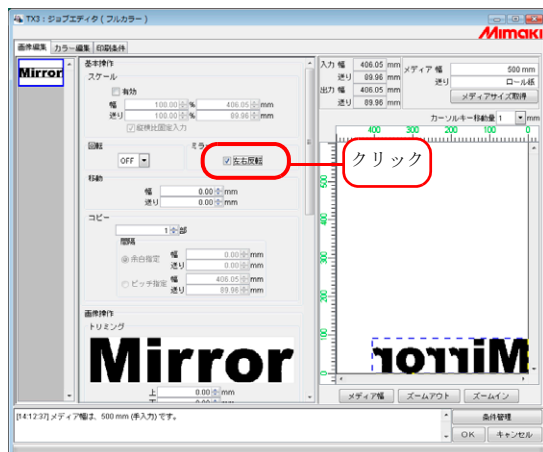 TX3 : ジョブエディタ ( フルカラー )
Mimaki
画像編集 カラー編集 印刷条件
Mirror
基本操作
スケール
有効
幅 100.00 % 406.05 mm
送り 100.00 % 89.96 mm
縦横比固定入力
回転
OFF
ミラー
左右反転
クリック
移動
幅 0.00 mm
送り 0.00 mm
コピー
1 部
間隔
余白指定 幅 0.00 mm
送り 0.00 mm
ピッチ指定 幅 406.05 mm
送り 89.96 mm
画像操作
トリミング
Mirror
上 0.00 mm
入力 幅 406.05 mm
送り 89.96 mm
出力 幅 406.05 mm
送り 89.96 mm
メディア 幅 500 mm
送り ロール紙
メディアサイズ取得
カーソルキー移動量 1 mm
400 300 200 100 0
Mirror
メディア幅 ズームアウト ズームイン
[14:12:37] メディア幅は、500 mm (手入力) です。
条件管理
OK キャンセル